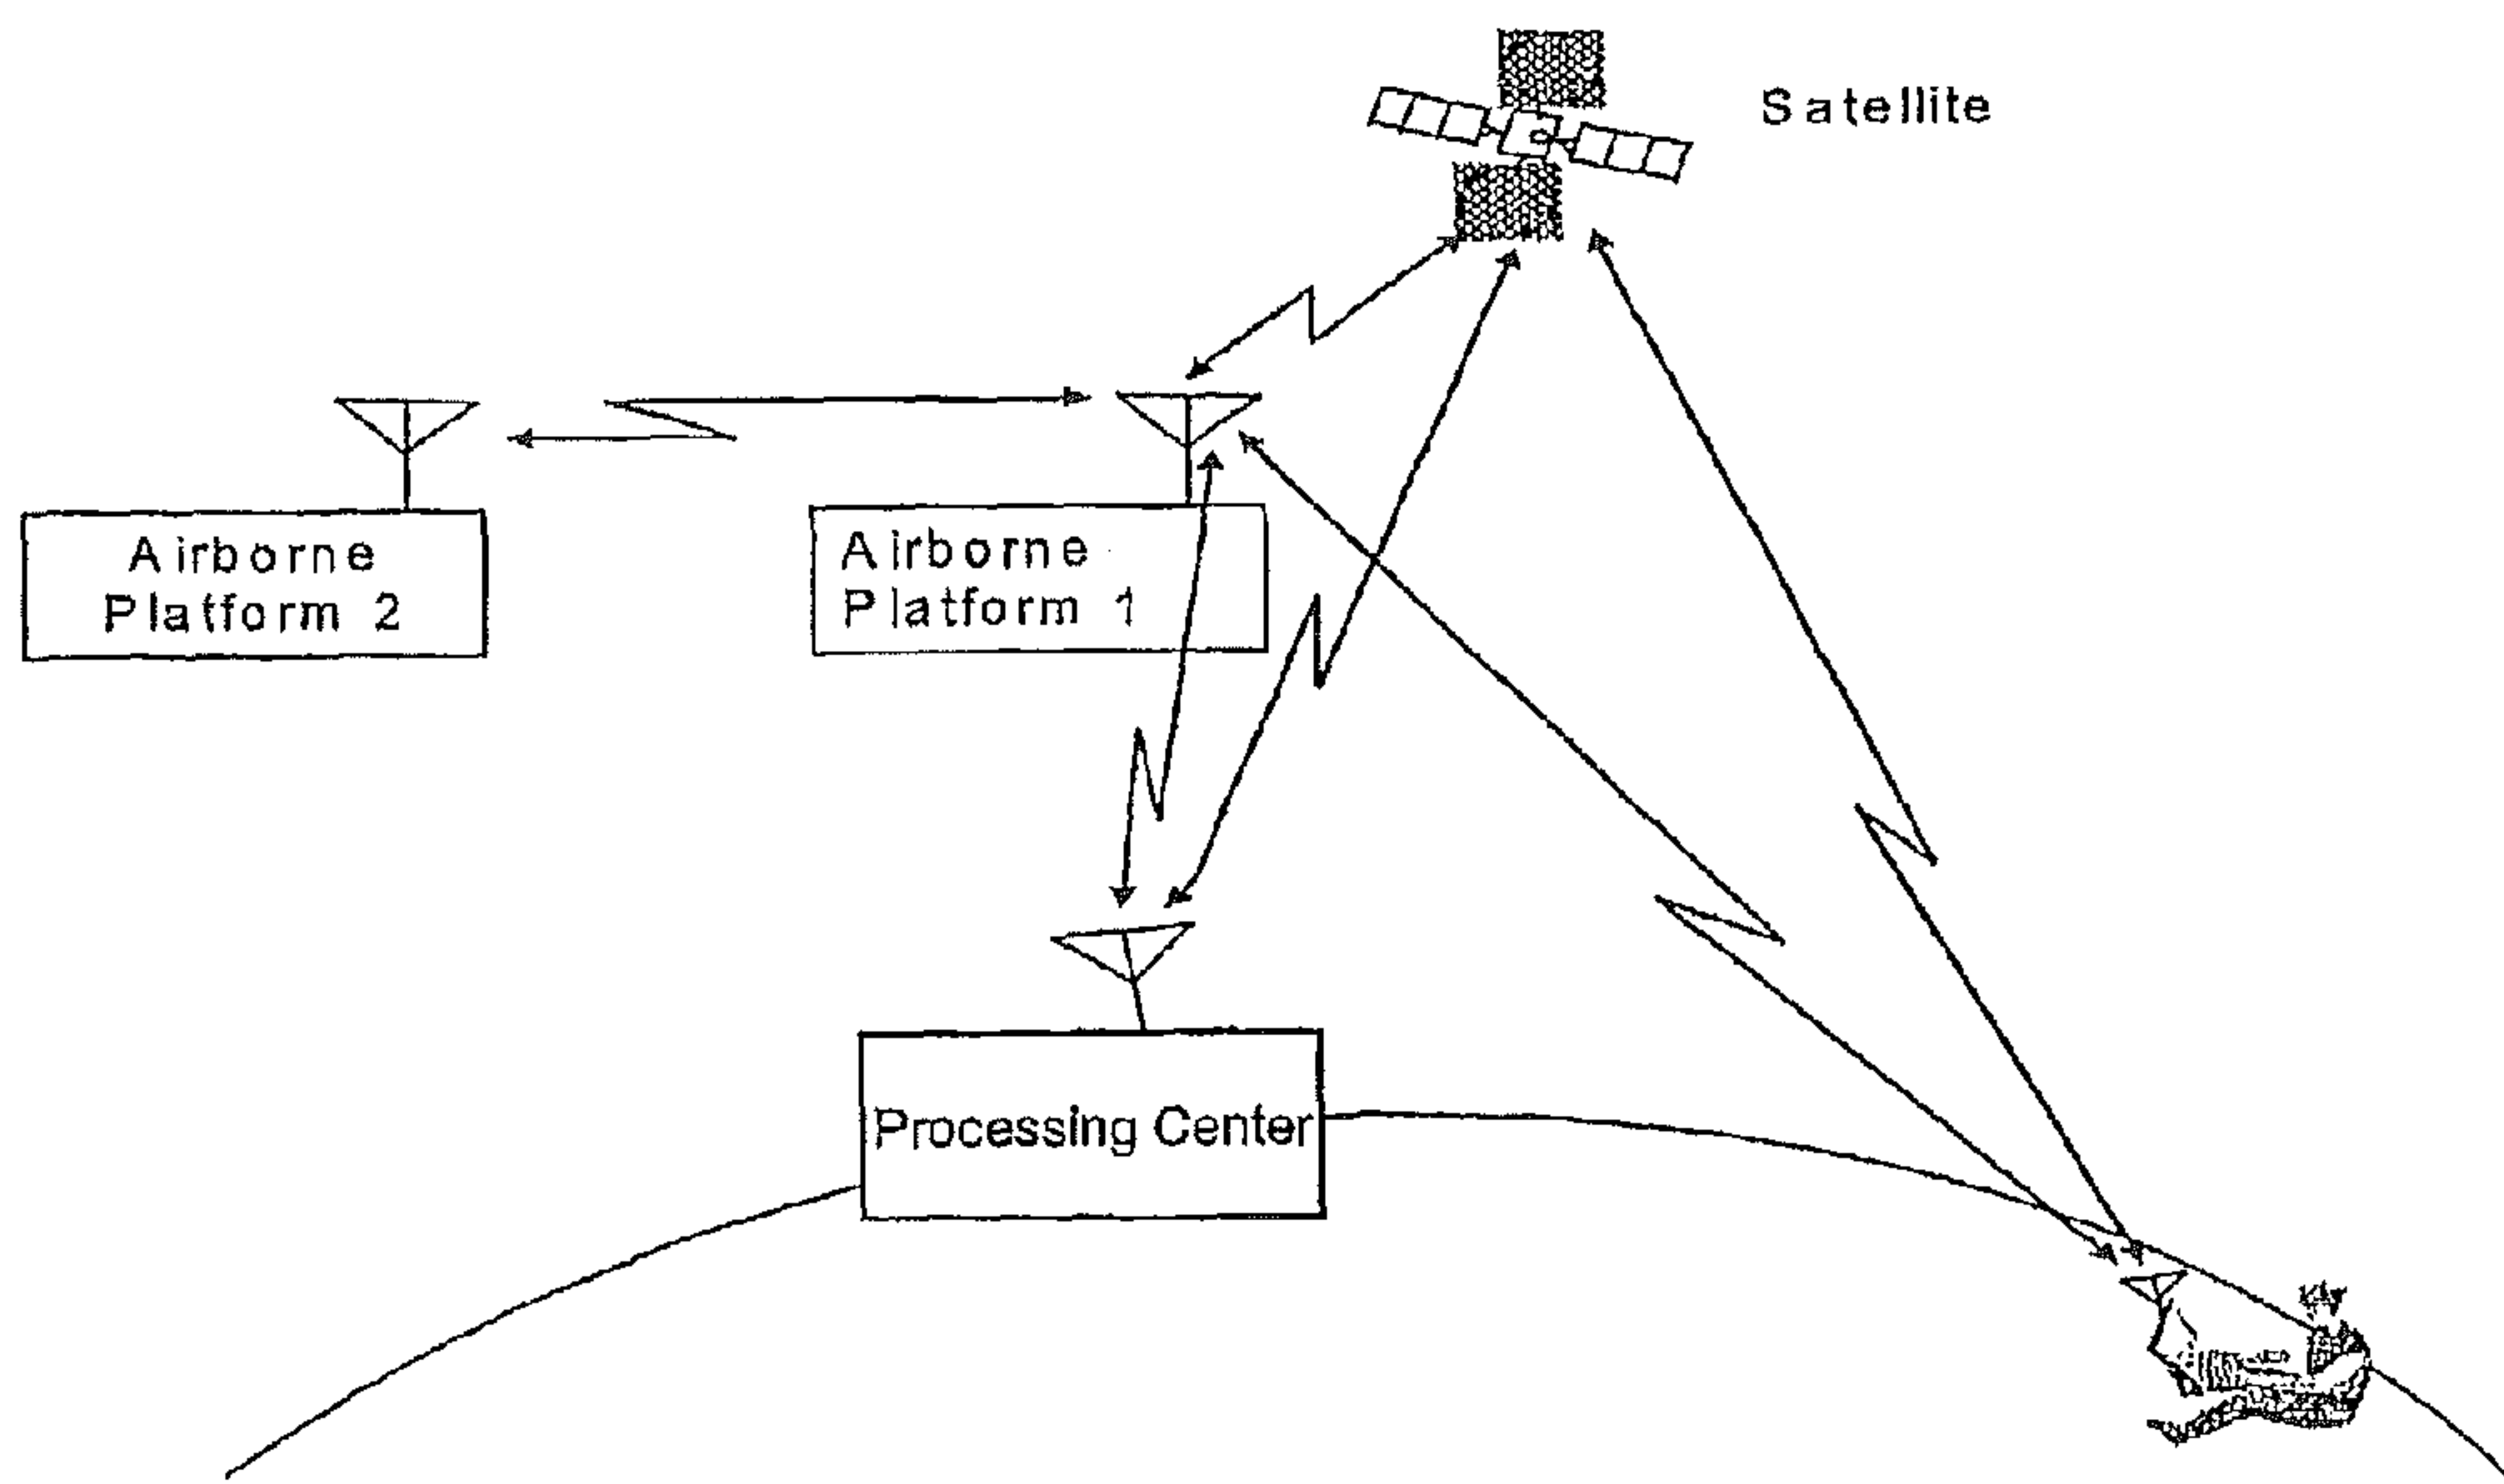 Satellite
Airborne
Platform 2
Airborne
Platform 1
Processing Center